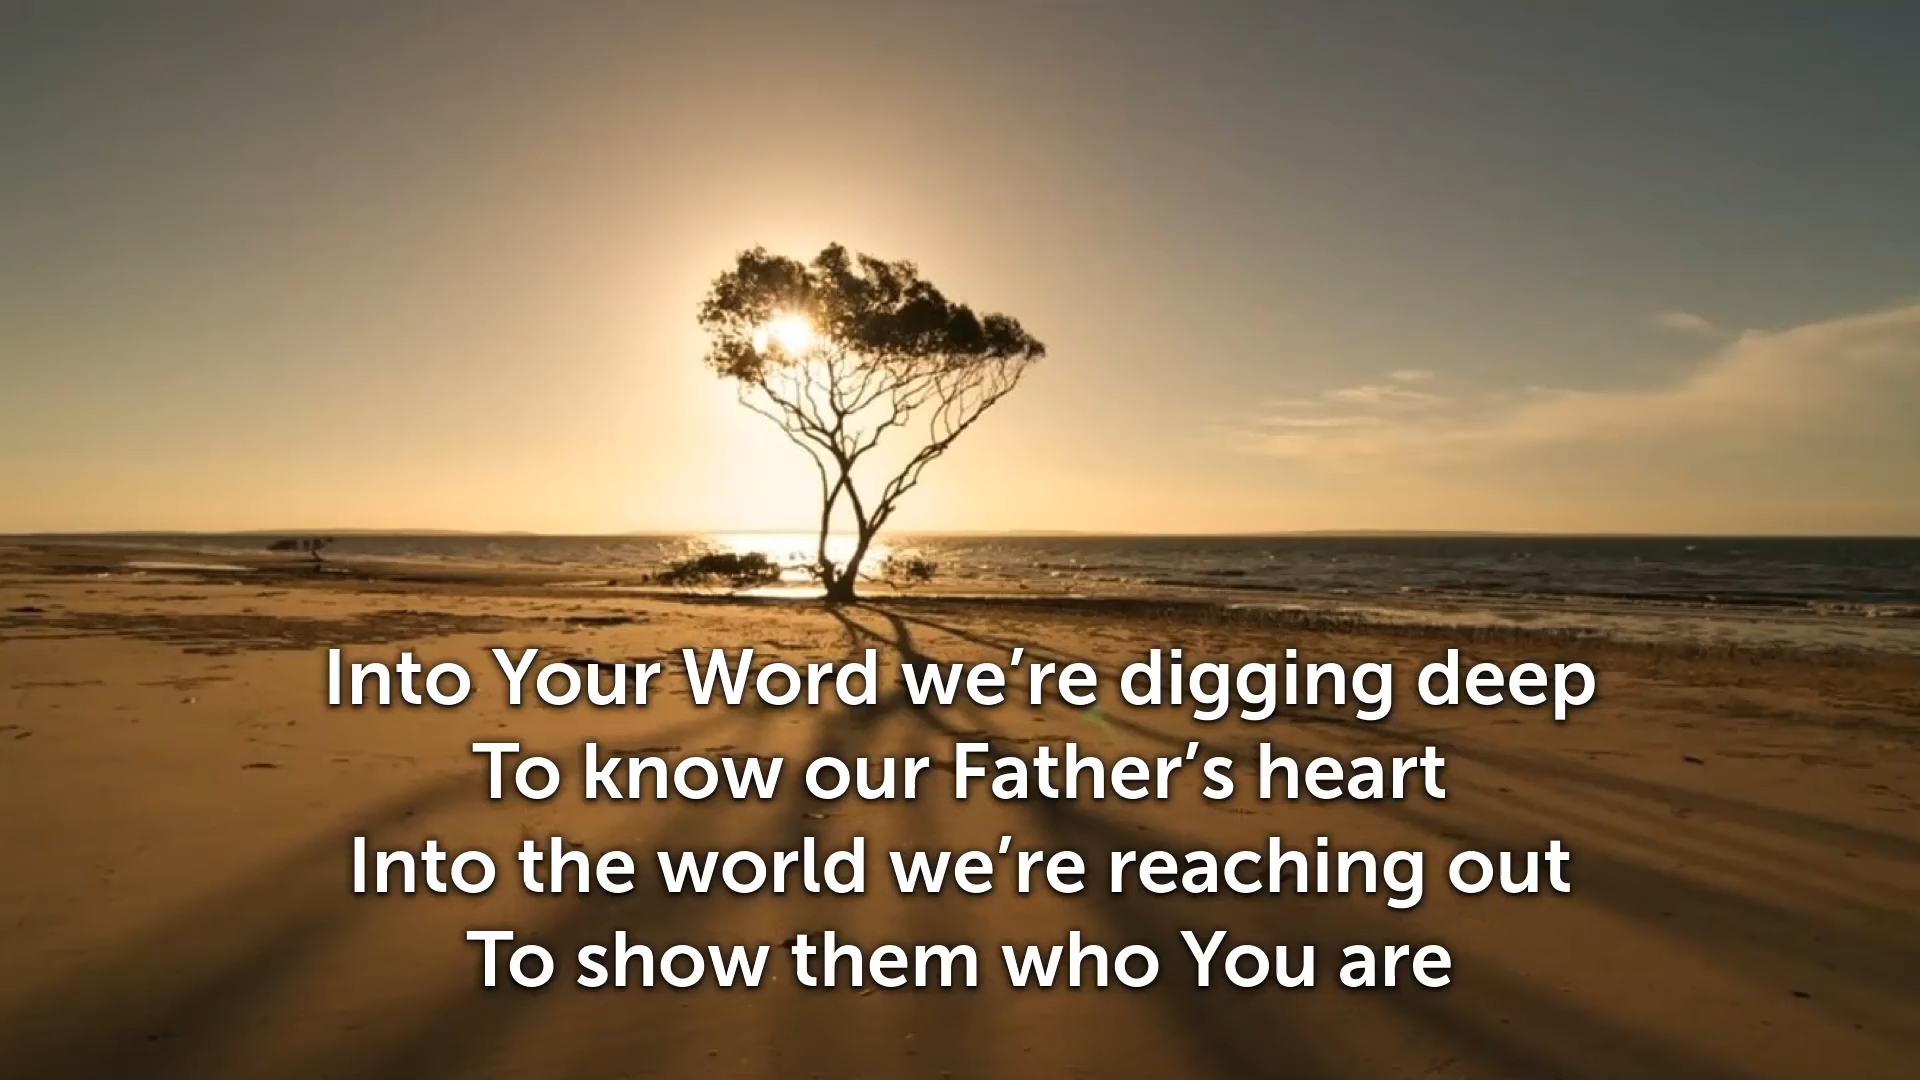 Into Your Word we’re digging deep
To know our Father’s heart
Into the world we’re reaching out
To show them who You are